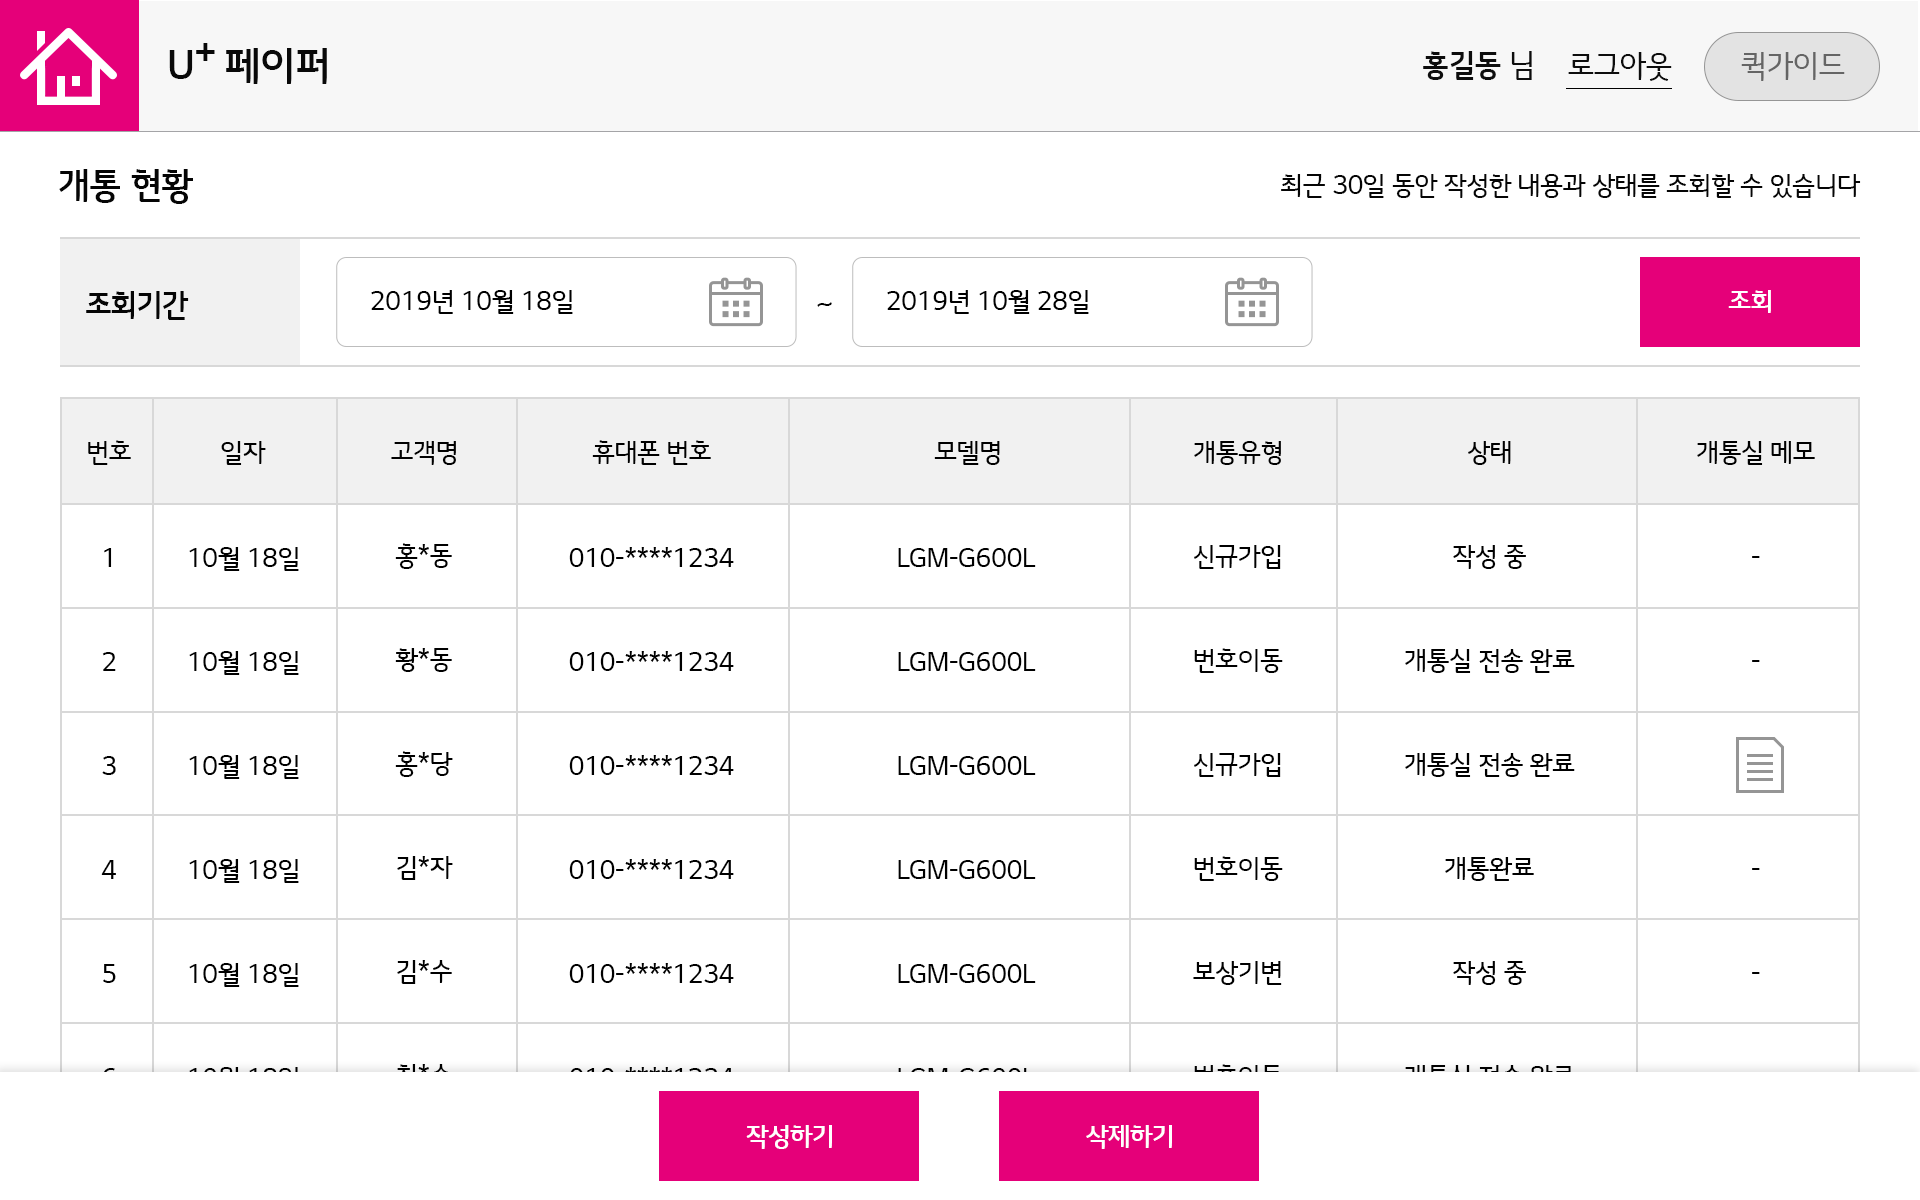 U+ 페이퍼
홍길동 님 로그아웃 퀵가이드
개통 현황
최근 30일 동안 작성한 내용과 상태를 조회할 수 있습니다
조회기간 2019년 10월 18일 ~ 2019년 10월 28일 조회
번호 일자 고객명 휴대폰 번호 모델명 개통유형 상태 개통실 메모
1 10월 18일 홍*동 010-****1234 LGM-G600L 신규가입 작성 중 -
2 10월 18일 황*동 010-****1234 LGM-G600L 번호이동 개통실 전송 완료 -
3 10월 18일 홍*당 010-****1234 LGM-G600L 신규가입 개통실 전송 완료
4 10월 18일 김*자 010-****1234 LGM-G600L 번호이동 개통완료 -
5 10월 18일 김*수 010-****1234 LGM-G600L 보상기변 작성 중 -
작성하기 삭제하기